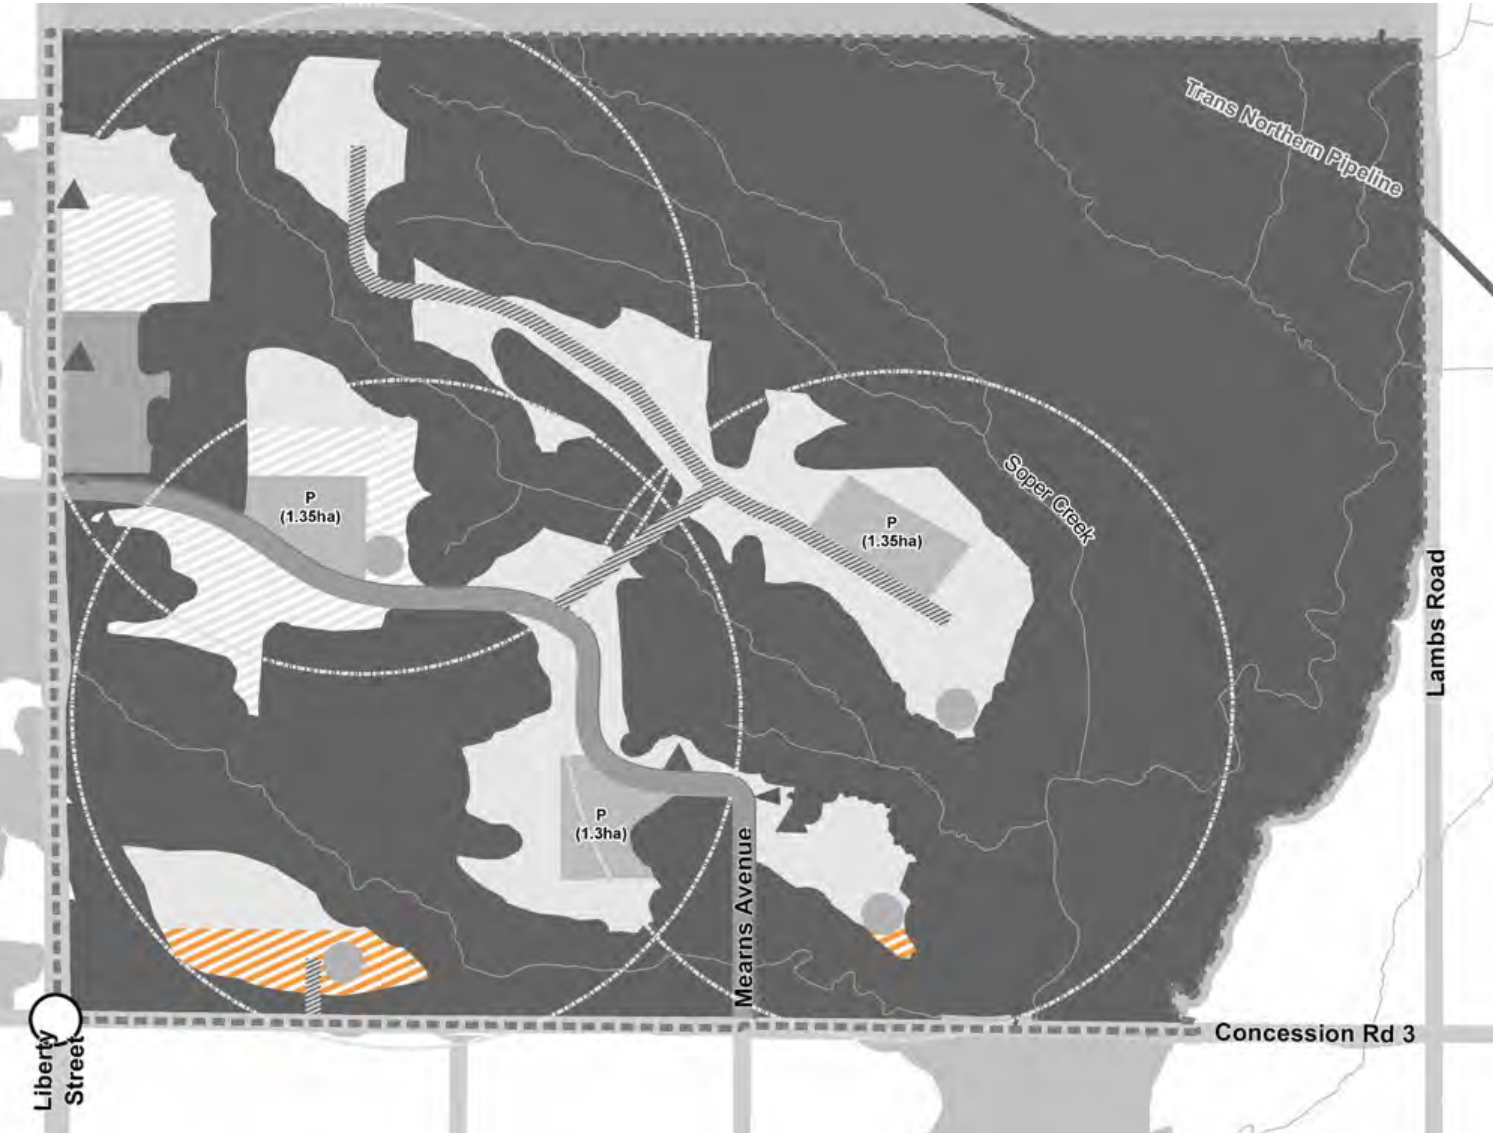 Trans Northern Pipeline
P
(1.35ha)
Soper Creek
P
(1.35ha)
Lambs Road
P
(1.3ha)
Mearns Avenue
Concession Rd 3
Liberty
Street